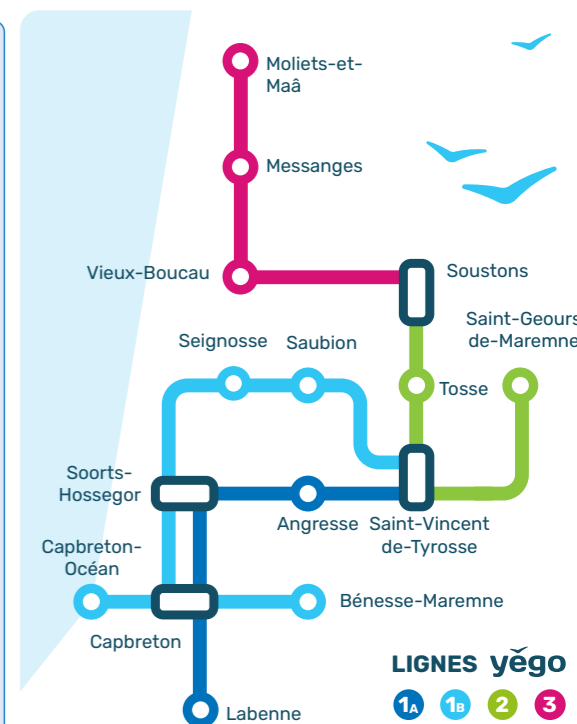 Moliets-et-
Maâ
Messanges
Vieux-Boucau
Soustons
Saint-Geours
de-Maremne
Seignosse
Saubion
Tosse
Soorts-
Hossegor
Angresse
Saint-Vincent
de-Tyrosse
Capbreton-
Océan
Bénesse-Maremne
Capbreton
LIGNES yégo
Labenne
1A 1B 2 3